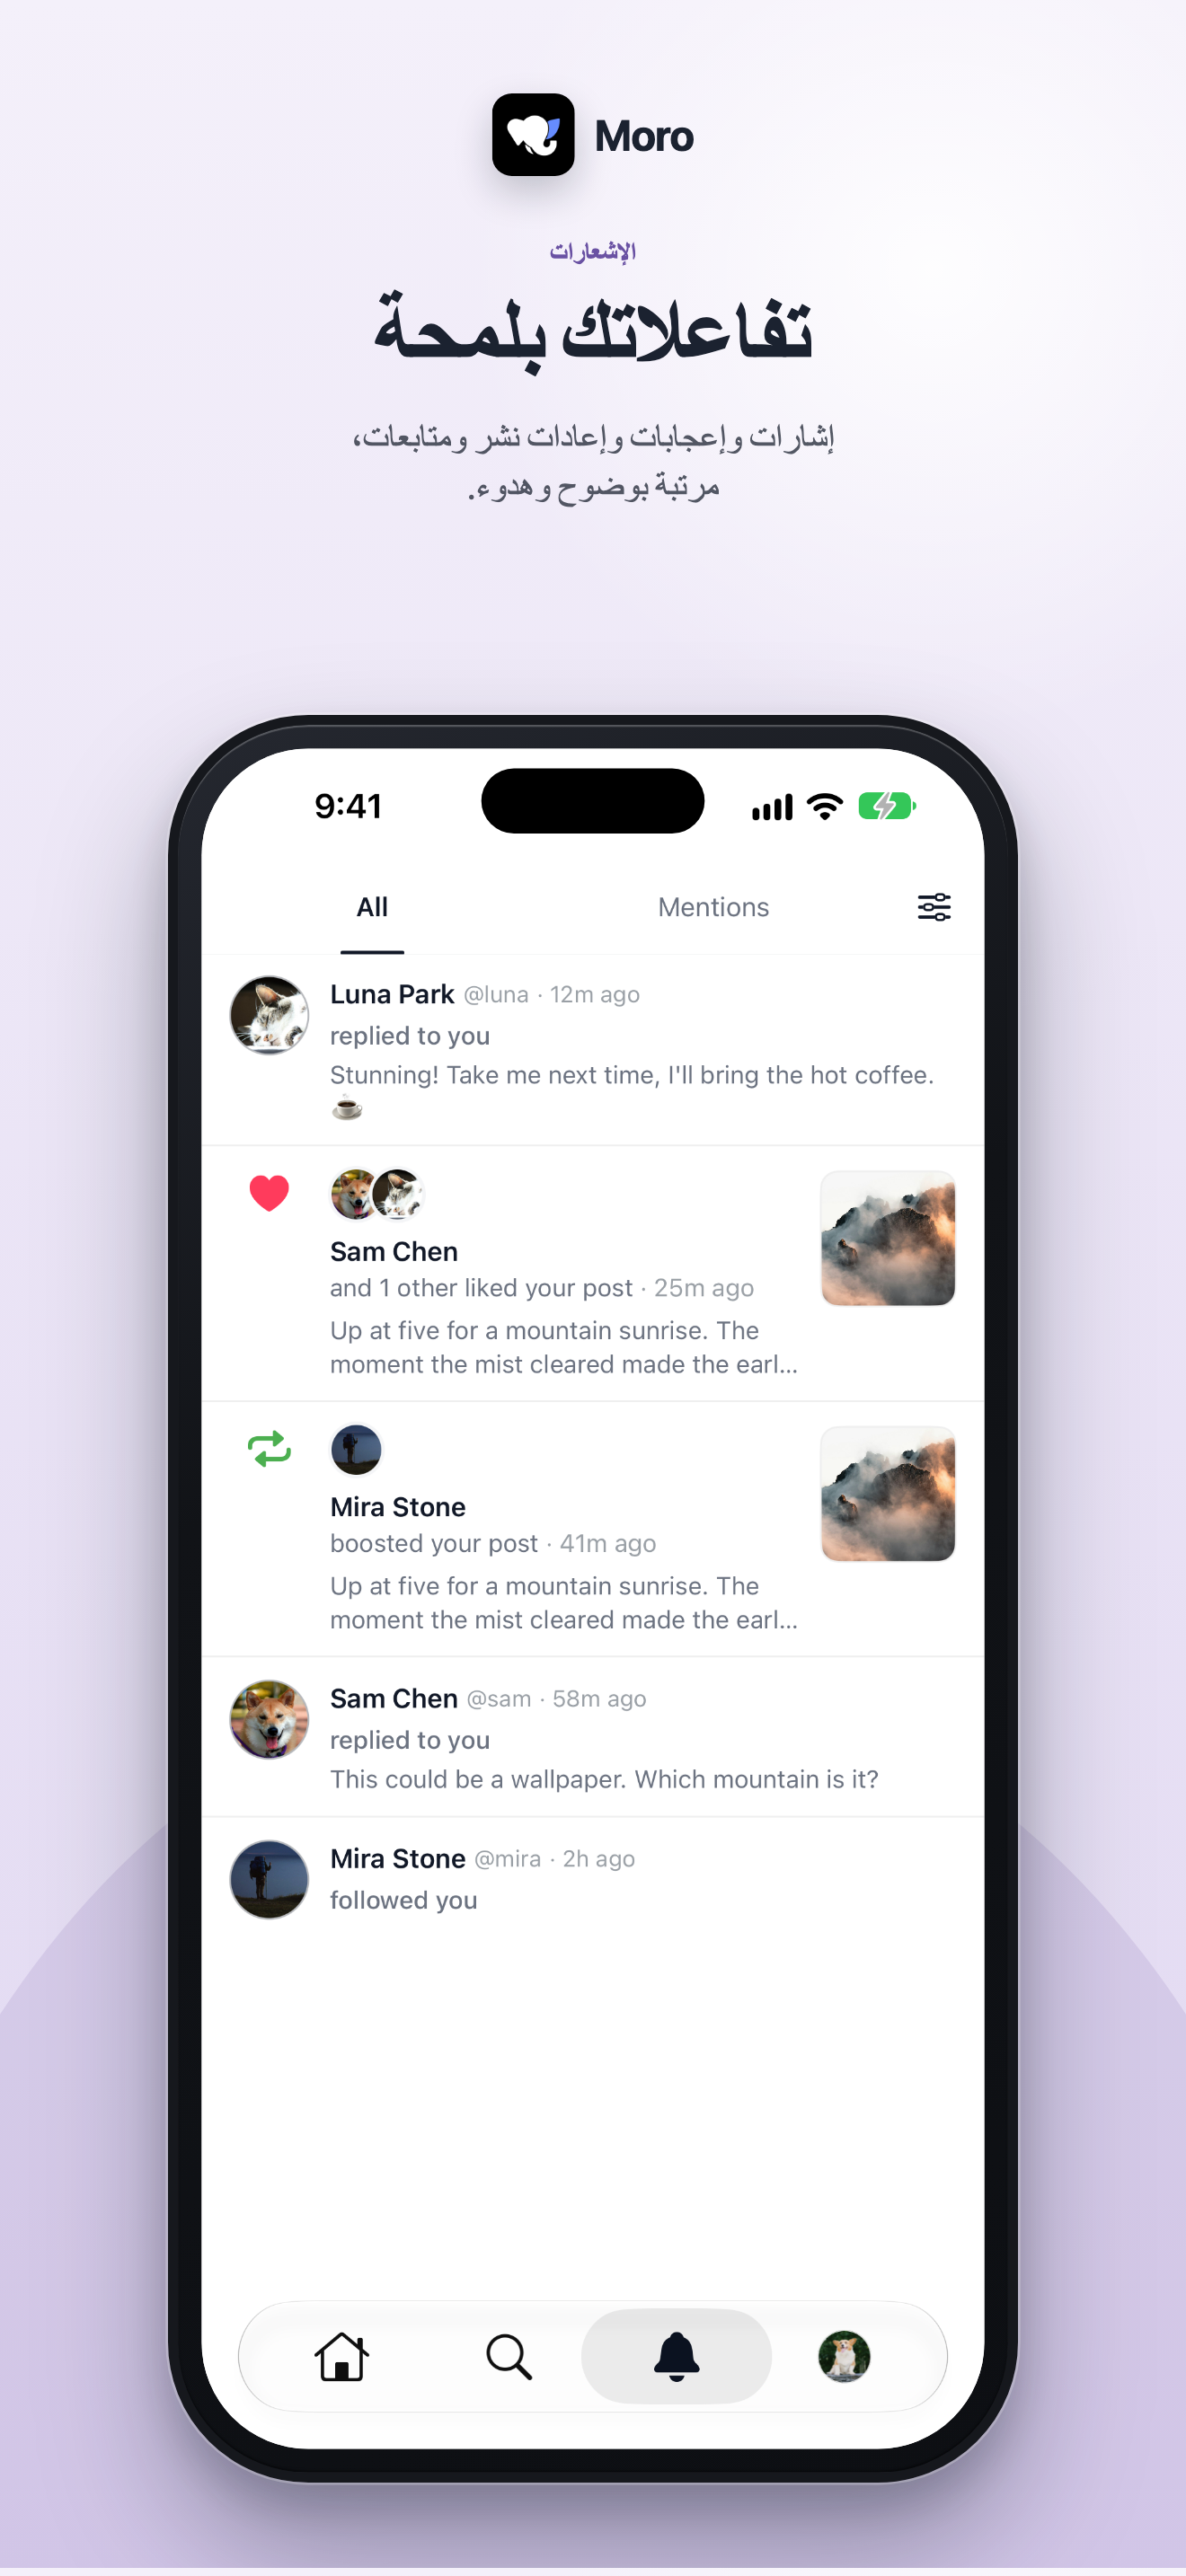 Moro
الإشعارات
تفاعلاتك بلمحة
إشارات وإعجابات وإعادات نشر ومتابعات،
مرتبة بوضوح وهدوء.
9:41
All
Mentions
Luna Park @luna · 12m ago
replied to you
Stunning! Take me next time, I'll bring the hot coffee.
☕
Sam Chen
and 1 other liked your post · 25m ago
Up at five for a mountain sunrise. The
moment the mist cleared made the earl...
Mira Stone
boosted your post · 41m ago
Up at five for a mountain sunrise. The
moment the mist cleared made the earl...
Sam Chen @sam · 58m ago
replied to you
This could be a wallpaper. Which mountain is it?
Mira Stone @mira · 2h ago
followed you